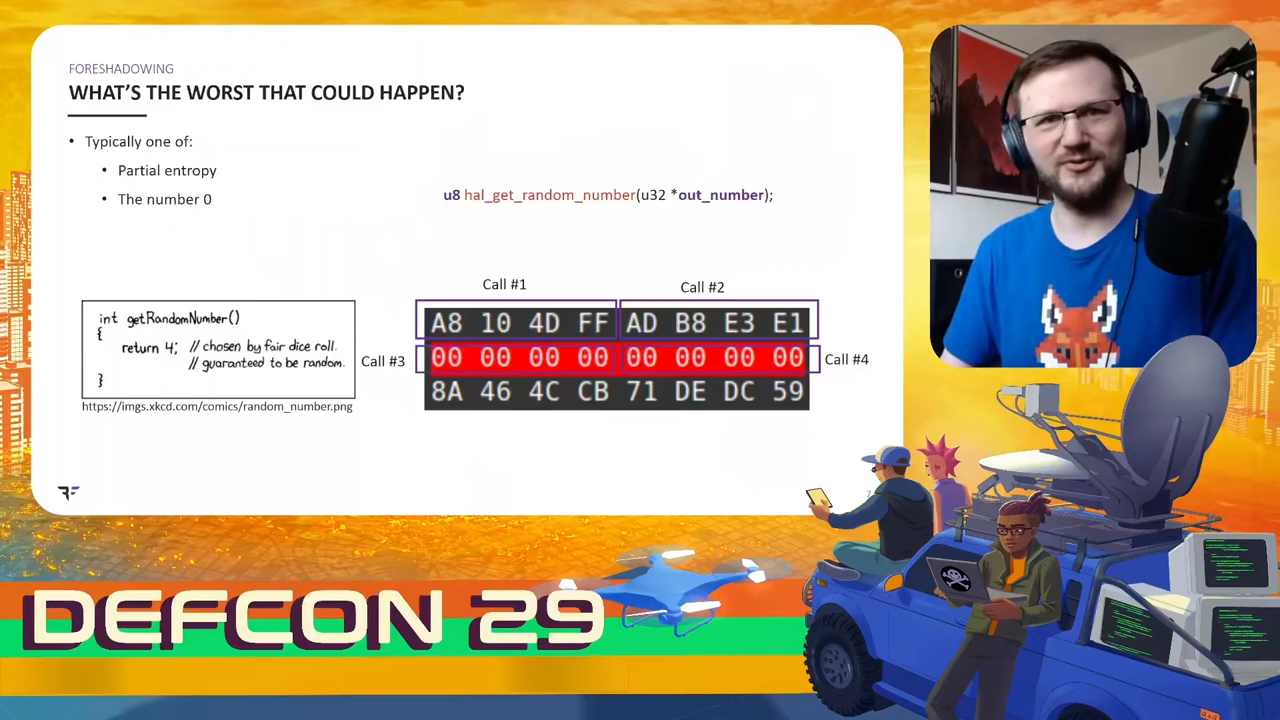 FORESHADOWING
WHAT'S THE WORST THAT COULD HAPPEN?
• Typically one of:
• Partial entropy
• The number 0
u8 hal_get_random_number(u32 *out_number);
int getRandomNumber()
{
return 4; // chosen by fair dice roll.
// guaranteed to be random.
}
https://imgs.xkcd.com/comics/random_number.png
Call #1 Call #2
A8 10 4D FF AD B8 E3 E1
Call #3 00 00 00 00 00 00 00 00 Call #4
8A 46 4C CB 71 DE DC 59
DEFCON 29